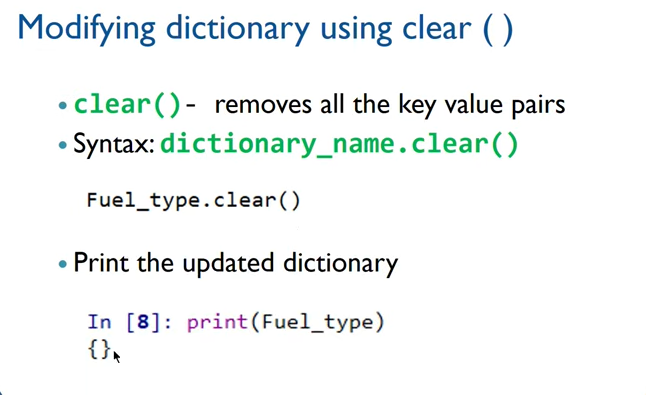 Modifying dictionary using clear ( )
• clear()- removes all the key value pairs
• Syntax: dictionary_name.clear()
Fuel_type.clear()
• Print the updated dictionary
In [8]: print(Fuel_type)
{}